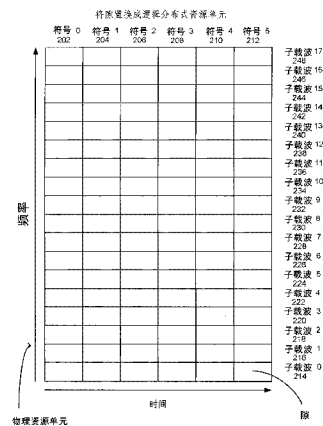 将隙置换成逻辑分布式资源单元
符号 0 符号 1 符号 2 符号 3 符号 4 符号 5
202 204 206 208 210 212
子载波 17
248
子载波 16
246
子载波 15
244
子载波 14
242
子载波 13
240
子载波 12
238
子载波 11
236
子载波 10
234
子载波 9
232
子载波 8
230
子载波 7
228
子载波 6
226
子载波 5
224
子载波 4
222
子载波 3
220
子载波 2
218
子载波 1
216
子载波 0
214
频率
时间
物理资源单元
隙